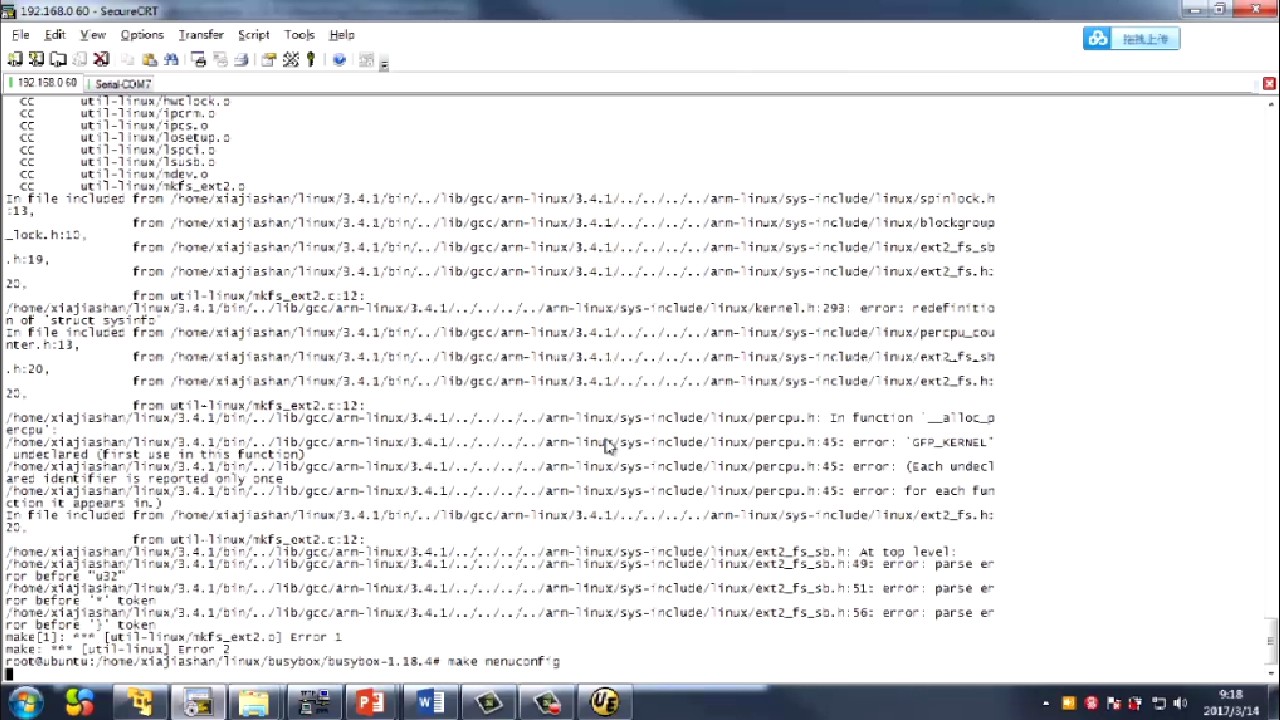 192.168.0.60 - SecureCRT
File Edit View Options Transfer Script Tools Help
拖拽上传
192.168.0.60 Serial-COM7
CC util-linux/hwclock.o
CC util-linux/ipcrm.o
CC util-linux/ipcs.o
CC util-linux/losetup.o
CC util-linux/lspci.o
CC util-linux/lsusb.o
CC util-linux/mdev.o
CC util-linux/mkfs_ext2.o
In file included from /home/xiajiashan/linux/3.4.1/bin/../lib/gcc/arm-linux/3.4.1/../../../../arm-linux/sys-include/linux/spinlock.h
:13,
from /home/xiajiashan/linux/3.4.1/bin/../lib/gcc/arm-linux/3.4.1/../../../../arm-linux/sys-include/linux/blockgroup
_lock.h:10,
from /home/xiajiashan/linux/3.4.1/bin/../lib/gcc/arm-linux/3.4.1/../../../../arm-linux/sys-include/linux/ext2_fs_sb
.h:19,
from /home/xiajiashan/linux/3.4.1/bin/../lib/gcc/arm-linux/3.4.1/../../../../arm-linux/sys-include/linux/ext2_fs.h:
20,
from util-linux/mkfs_ext2.c:12:
/home/xiajiashan/linux/3.4.1/bin/../lib/gcc/arm-linux/3.4.1/../../../../arm-linux/sys-include/linux/kernel.h:293: error: redefinitio
n of `struct sysinfo'
In file included from /home/xiajiashan/linux/3.4.1/bin/../lib/gcc/arm-linux/3.4.1/../../../../arm-linux/sys-include/linux/percpu_cou
nter.h:13,
from /home/xiajiashan/linux/3.4.1/bin/../lib/gcc/arm-linux/3.4.1/../../../../arm-linux/sys-include/linux/ext2_fs_sb
.h:20,
from /home/xiajiashan/linux/3.4.1/bin/../lib/gcc/arm-linux/3.4.1/../../../../arm-linux/sys-include/linux/ext2_fs.h:
20,
from util-linux/mkfs_ext2.c:12:
/home/xiajiashan/linux/3.4.1/bin/../lib/gcc/arm-linux/3.4.1/../../../../arm-linux/sys-include/linux/percpu.h: In function `__alloc_p
ercpu':
/home/xiajiashan/linux/3.4.1/bin/../lib/gcc/arm-linux/3.4.1/../../../../arm-linux/sys-include/linux/percpu.h:45: error: `GFP_KERNEL'
undeclared (first use in this function)
/home/xiajiashan/linux/3.4.1/bin/../lib/gcc/arm-linux/3.4.1/../../../../arm-linux/sys-include/linux/percpu.h:45: error: (Each undecl
ared identifier is reported only once
/home/xiajiashan/linux/3.4.1/bin/../lib/gcc/arm-linux/3.4.1/../../../../arm-linux/sys-include/linux/percpu.h:45: error: for each fun
ction it appears in.)
In file included from /home/xiajiashan/linux/3.4.1/bin/../lib/gcc/arm-linux/3.4.1/../../../../arm-linux/sys-include/linux/ext2_fs.h:
20,
from util-linux/mkfs_ext2.c:12:
/home/xiajiashan/linux/3.4.1/bin/../lib/gcc/arm-linux/3.4.1/../../../../arm-linux/sys-include/linux/ext2_fs_sb.h: At top level:
/home/xiajiashan/linux/3.4.1/bin/../lib/gcc/arm-linux/3.4.1/../../../../arm-linux/sys-include/linux/ext2_fs_sb.h:49: error: parse er
ror before "u32"
/home/xiajiashan/linux/3.4.1/bin/../lib/gcc/arm-linux/3.4.1/../../../../arm-linux/sys-include/linux/ext2_fs_sb.h:51: error: parse er
ror before '*' token
/home/xiajiashan/linux/3.4.1/bin/../lib/gcc/arm-linux/3.4.1/../../../../arm-linux/sys-include/linux/ext2_fs_sb.h:56: error: parse er
ror before '}' token
make[1]: *** [util-linux/mkfs_ext2.o] Error 1
make: *** [util-linux] Error 2
root@ubuntu:/home/xiajiashan/linux/busybox/busybox-1.18.4# make menuconfig
9:18
2017/3/14